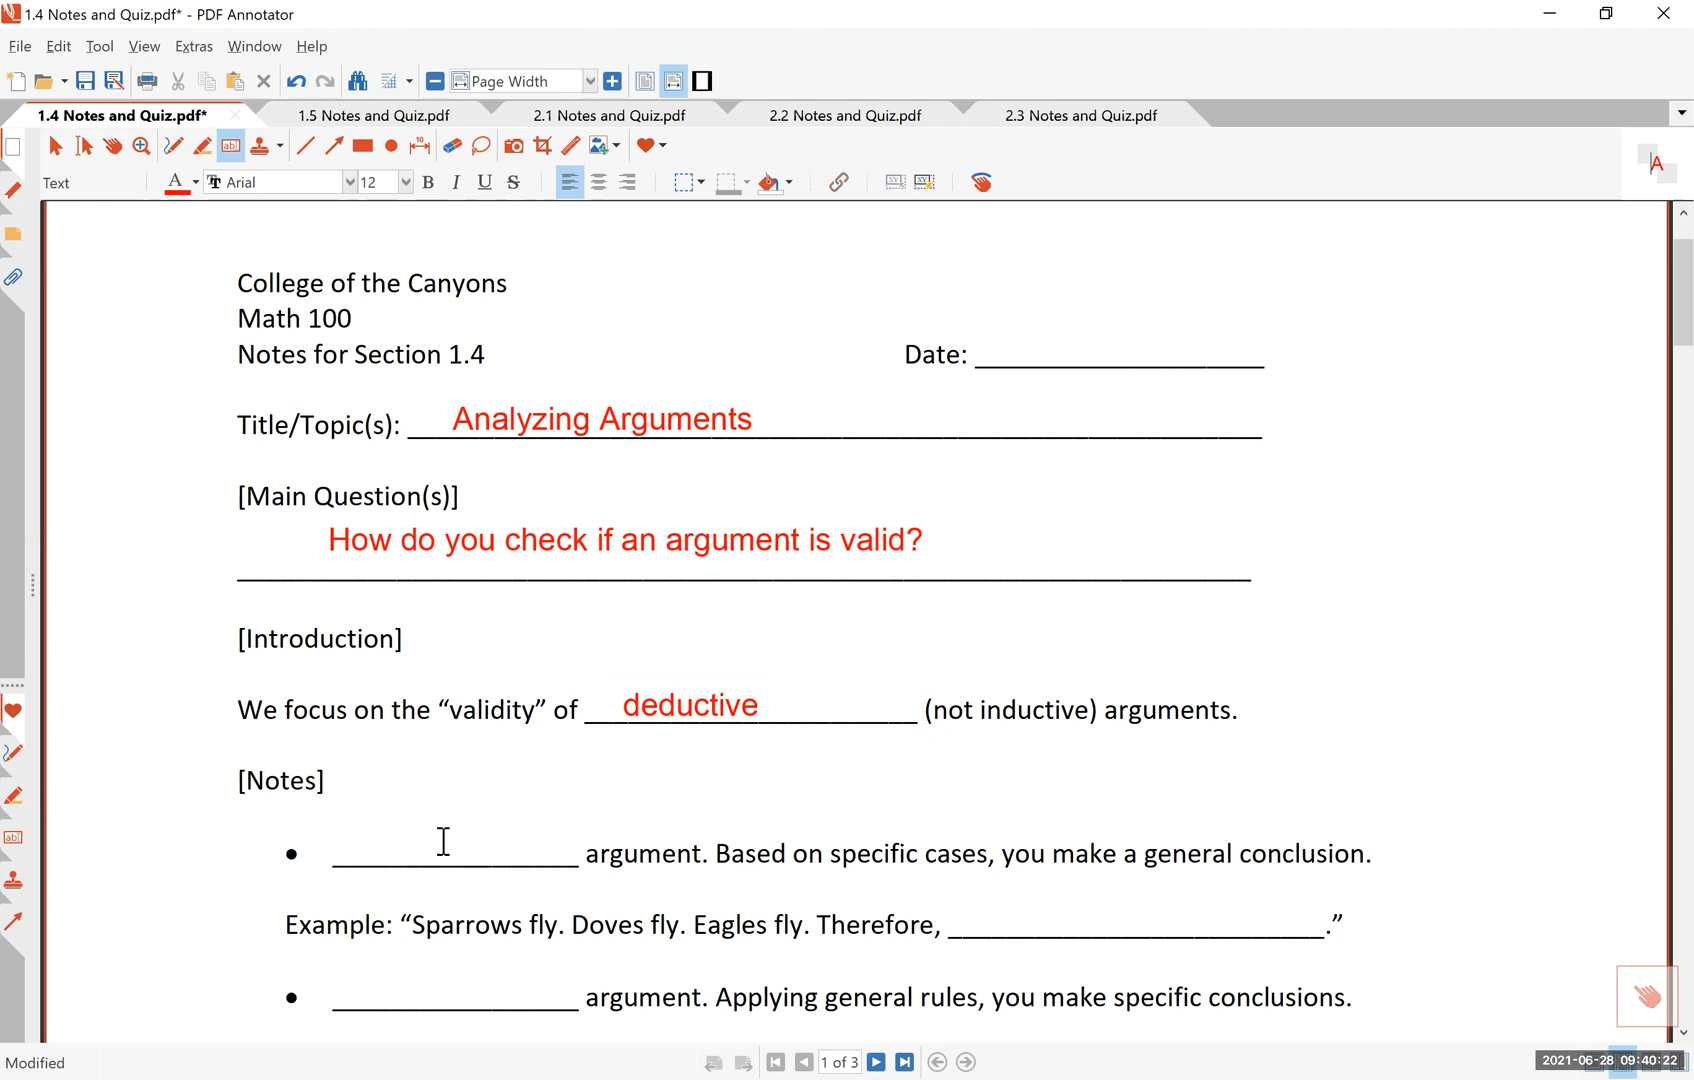 1.4 Notes and Quiz.pdf* - PDF Annotator
File Edit Tool View Extras Window Help
Page Width
1.4 Notes and Quiz.pdf* 1.5 Notes and Quiz.pdf 2.1 Notes and Quiz.pdf 2.2 Notes and Quiz.pdf 2.3 Notes and Quiz.pdf
Text A Arial 12 B I U S
College of the Canyons
Math 100
Notes for Section 1.4 Date: ____________________
Title/Topic(s): Analyzing Arguments
[Main Question(s)]
How do you check if an argument is valid?
[Introduction]
We focus on the “validity” of deductive (not inductive) arguments.
[Notes]
• _________________ argument. Based on specific cases, you make a general conclusion.
Example: “Sparrows fly. Doves fly. Eagles fly. Therefore, __________________________.”
• _________________ argument. Applying general rules, you make specific conclusions.
Modified 1 of 3 2021-06-28 09:40:22